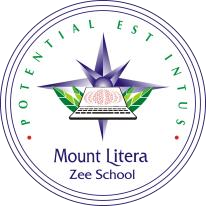 • POTENTIAL EST INTUS •
Mount Litera
Zee School